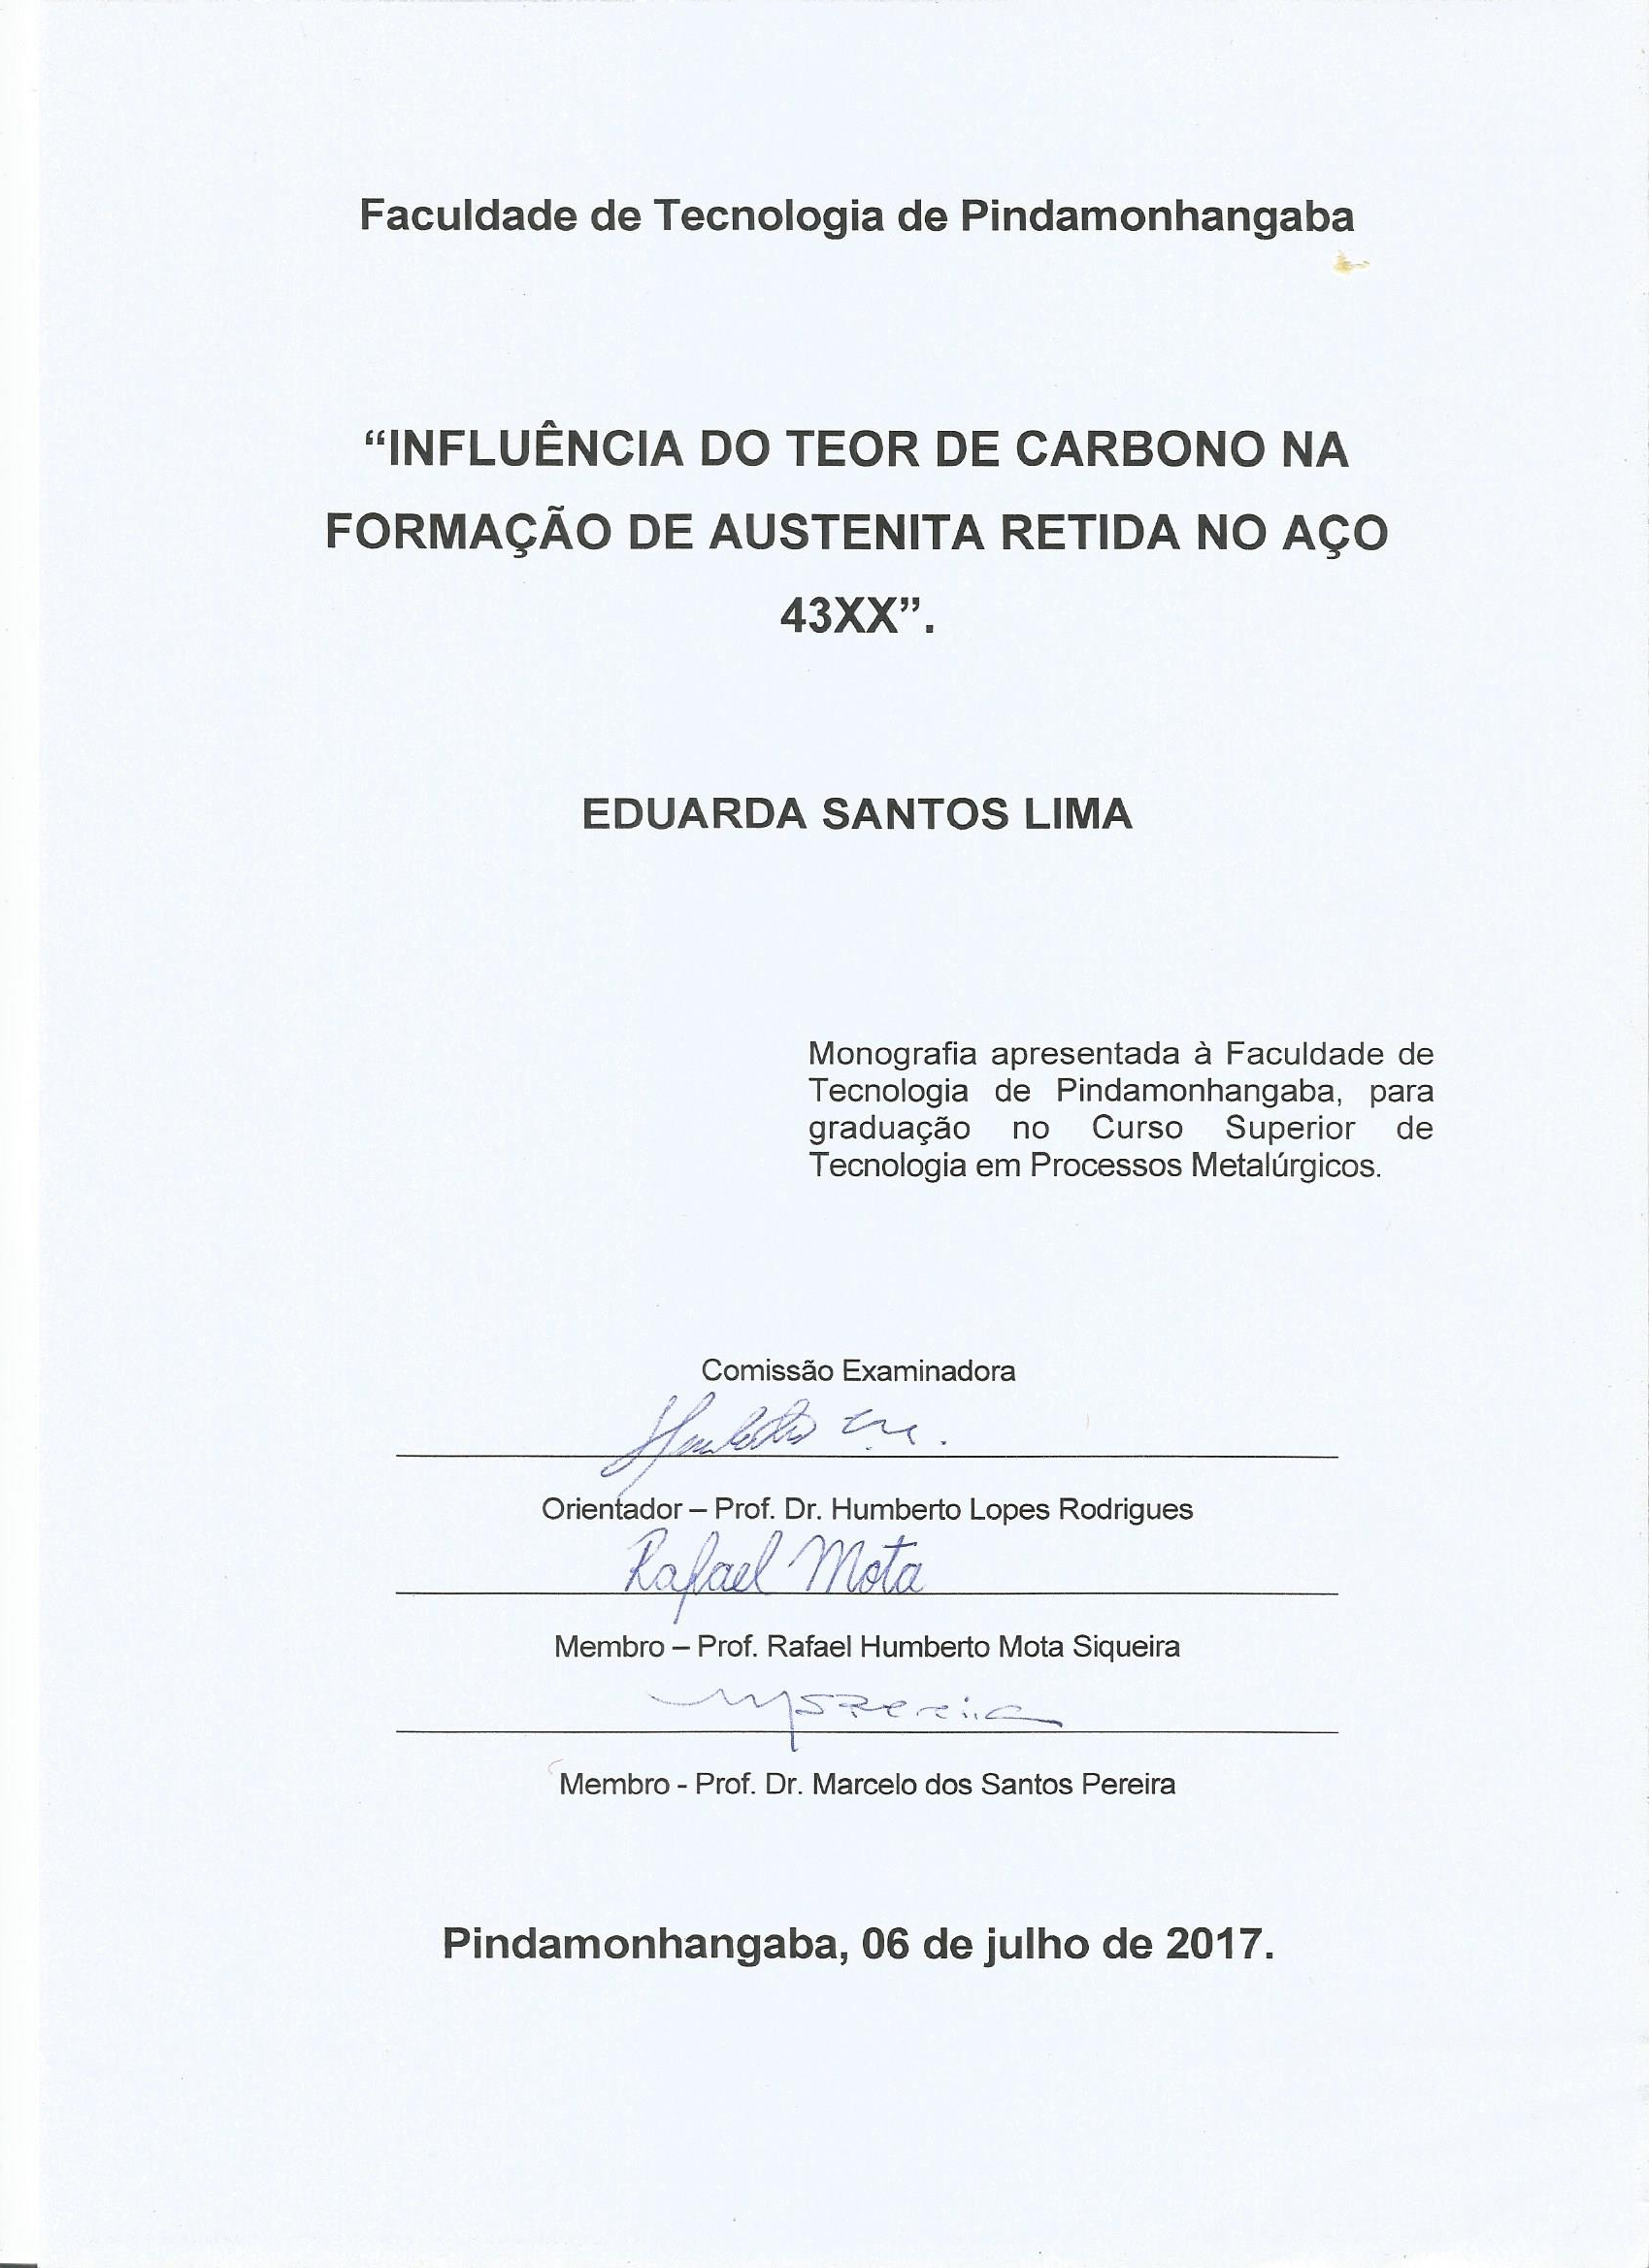 Faculdade de Tecnologia de Pindamonhangaba
“INFLUÊNCIA DO TEOR DE CARBONO NA
FORMAÇÃO DE AUSTENITA RETIDA NO AÇO
43XX”.
EDUARDA SANTOS LIMA
Monografia apresentada à Faculdade de
Tecnologia de Pindamonhangaba, para
graduação no Curso Superior de
Tecnologia em Processos Metalúrgicos.
Comissão Examinadora
Orientador – Prof. Dr. Humberto Lopes Rodrigues
Rafael Mota
Membro – Prof. Rafael Humberto Mota Siqueira
Membro - Prof. Dr. Marcelo dos Santos Pereira
Pindamonhangaba, 06 de julho de 2017.